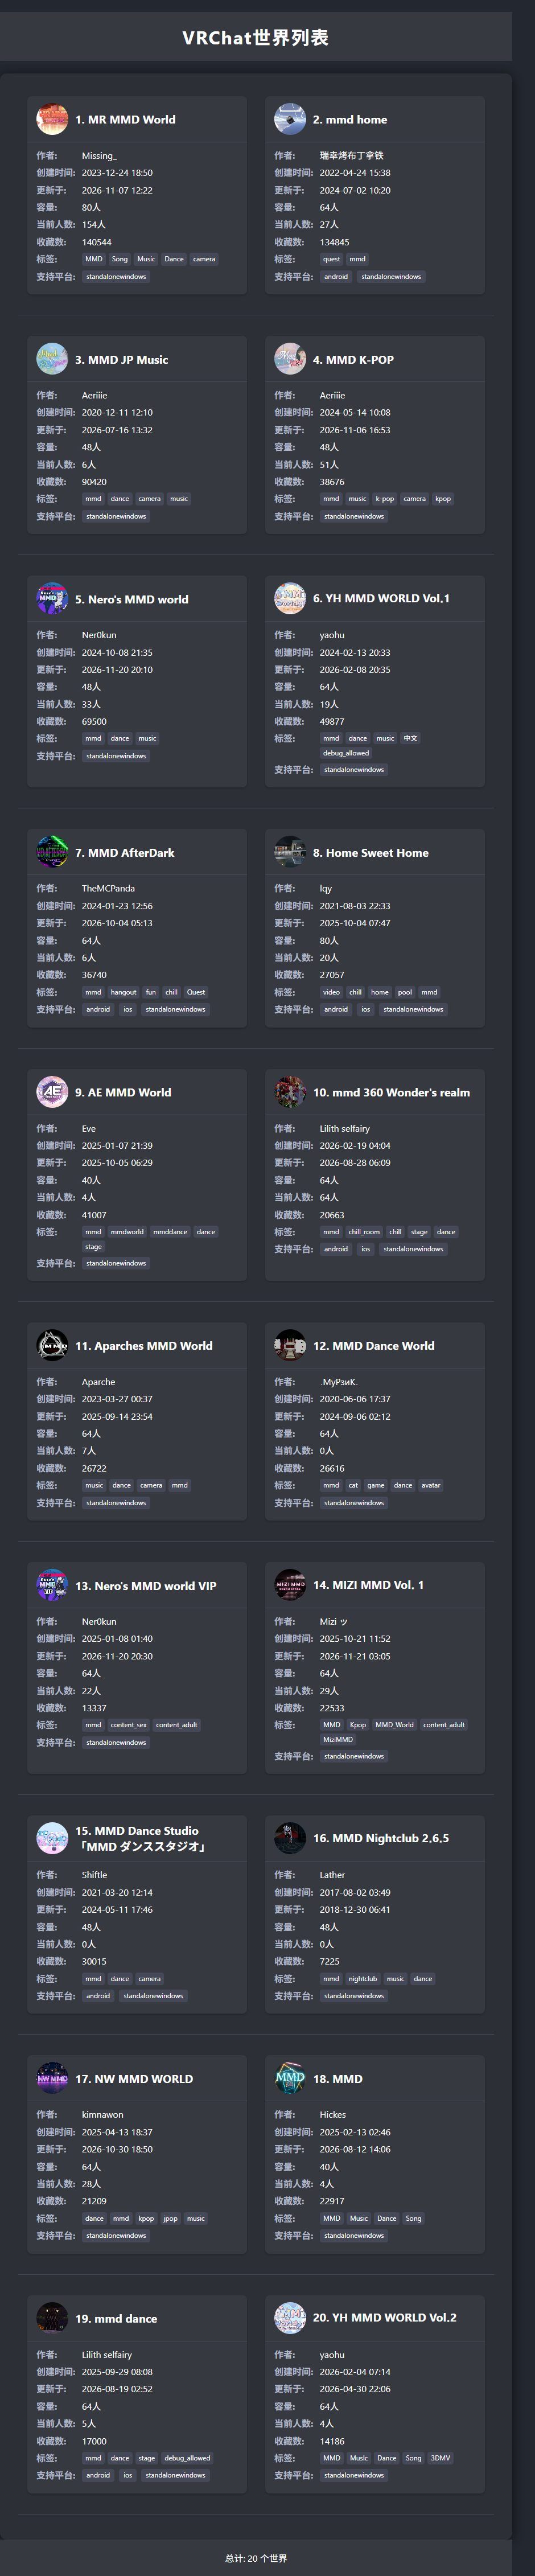 VRChat世界列表
1. MR MMD World
作者: Missing_
创建时间: 2023-12-24 18:50
更新于: 2026-11-07 12:22
容量: 80人
当前人数: 154人
收藏数: 140544
标签: MMD Song Music Dance camera
支持平台: standalonewindows
2. mmd home
作者: 瑞幸烤布丁拿铁
创建时间: 2022-04-24 15:38
更新于: 2024-07-02 10:20
容量: 64人
当前人数: 27人
收藏数: 134845
标签: quest mmd
支持平台: android standalonewindows
3. MMD JP Music
作者: Aeriiie
创建时间: 2020-12-11 12:10
更新于: 2026-07-16 13:32
容量: 48人
当前人数: 6人
收藏数: 90420
标签: mmd dance camera music
支持平台: standalonewindows
4. MMD K-POP
作者: Aeriiie
创建时间: 2024-05-14 10:08
更新于: 2026-11-06 16:53
容量: 48人
当前人数: 51人
收藏数: 38676
标签: mmd music k-pop camera kpop
支持平台: standalonewindows
5. Nero's MMD world
作者: Ner0kun
创建时间: 2024-10-08 21:35
更新于: 2026-11-20 20:10
容量: 48人
当前人数: 33人
收藏数: 69500
标签: mmd dance music
支持平台: standalonewindows
6. YH MMD WORLD Vol.1
作者: yaohu
创建时间: 2024-02-13 20:33
更新于: 2026-02-08 20:35
容量: 64人
当前人数: 19人
收藏数: 49877
标签: mmd dance music 中文
debug_allowed
支持平台: standalonewindows
7. MMD AfterDark
作者: TheMCPanda
创建时间: 2024-01-23 12:56
更新于: 2026-10-04 05:13
容量: 64人
当前人数: 6人
收藏数: 36740
标签: mmd hangout fun chill Quest
支持平台: android ios standalonewindows
8. Home Sweet Home
作者: lqy
创建时间: 2021-08-03 22:33
更新于: 2025-10-04 07:47
容量: 80人
当前人数: 20人
收藏数: 27057
标签: video chill home pool mmd
支持平台: android ios standalonewindows
9. AE MMD World
作者: Eve
创建时间: 2025-01-07 21:39
更新于: 2025-10-05 06:29
容量: 40人
当前人数: 4人
收藏数: 41007
标签: mmd mmdworld mmddance dance
stage
支持平台: standalonewindows
10. mmd 360 Wonder's realm
作者: Lilith selfairy
创建时间: 2026-02-19 04:04
更新于: 2026-08-28 06:09
容量: 64人
当前人数: 64人
收藏数: 20663
标签: mmd chill_room chill stage dance
支持平台: android ios standalonewindows
11. Aparches MMD World
作者: Aparche
创建时间: 2023-03-27 00:37
更新于: 2025-09-14 23:54
容量: 64人
当前人数: 7人
收藏数: 26722
标签: music dance camera mmd
支持平台: standalonewindows
12. MMD Dance World
作者: .МуРзиК.
创建时间: 2020-06-06 17:37
更新于: 2024-09-06 02:12
容量: 64人
当前人数: 0人
收藏数: 26616
标签: mmd cat game dance avatar
支持平台: standalonewindows
13. Nero's MMD world VIP
作者: Ner0kun
创建时间: 2025-01-08 01:40
更新于: 2026-11-20 20:30
容量: 64人
当前人数: 22人
收藏数: 13337
标签: mmd content_sex content_adult
支持平台: standalonewindows
14. MIZI MMD Vol. 1
作者: Mizi ッ
创建时间: 2025-10-21 11:52
更新于: 2026-11-21 03:05
容量: 64人
当前人数: 29人
收藏数: 22533
标签: MMD Kpop MMD_World content_adult
MiziMMD
支持平台: standalonewindows
15. MMD Dance Studio
「MMD ダンススタジオ」
作者: Shiftle
创建时间: 2021-03-20 12:14
更新于: 2024-05-11 17:46
容量: 48人
当前人数: 0人
收藏数: 30015
标签: mmd dance camera
支持平台: android standalonewindows
16. MMD Nightclub 2.6.5
作者: Lather
创建时间: 2017-08-02 03:49
更新于: 2018-12-30 06:41
容量: 48人
当前人数: 0人
收藏数: 7225
标签: mmd nightclub music dance
支持平台: standalonewindows
17. NW MMD WORLD
作者: kimnawon
创建时间: 2025-04-13 18:37
更新于: 2026-10-30 18:50
容量: 64人
当前人数: 28人
收藏数: 21209
标签: dance mmd kpop jpop music
支持平台: standalonewindows
18. MMD
作者: Hickes
创建时间: 2025-02-13 02:46
更新于: 2026-08-12 14:06
容量: 40人
当前人数: 4人
收藏数: 22917
标签: MMD Music Dance Song
支持平台: standalonewindows
19. mmd dance
作者: Lilith selfairy
创建时间: 2025-09-29 08:08
更新于: 2026-08-19 02:52
容量: 64人
当前人数: 5人
收藏数: 17000
标签: mmd dance stage debug_allowed
支持平台: android ios standalonewindows
20. YH MMD WORLD Vol.2
作者: yaohu
创建时间: 2026-02-04 07:14
更新于: 2026-04-30 22:06
容量: 64人
当前人数: 4人
收藏数: 14186
标签: MMD Music Dance Song 3DMV
支持平台: standalonewindows
总计: 20 个世界